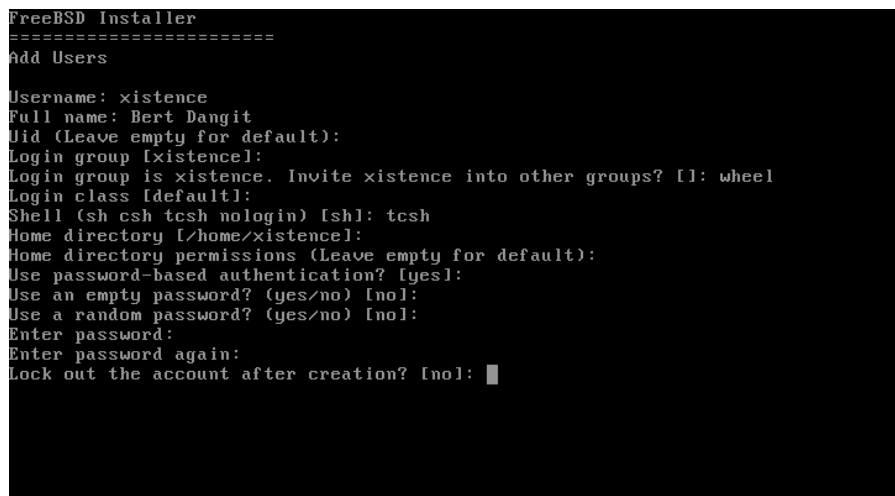 FreeBSD Installer
========================
Add Users
Username: xistence
Full name: Bert Dangit
Uid (Leave empty for default):
Login group [xistence]:
Login group is xistence. Invite xistence into other groups? []: wheel
Login class [default]:
Shell (sh csh tcsh nologin) [sh]: tcsh
Home directory [/home/xistence]:
Home directory permissions (Leave empty for default):
Use password-based authentication? [yes]:
Use an empty password? (yes/no) [no]:
Use a random password? (yes/no) [no]:
Enter password:
Enter password again:
Lock out the account after creation? [no]: